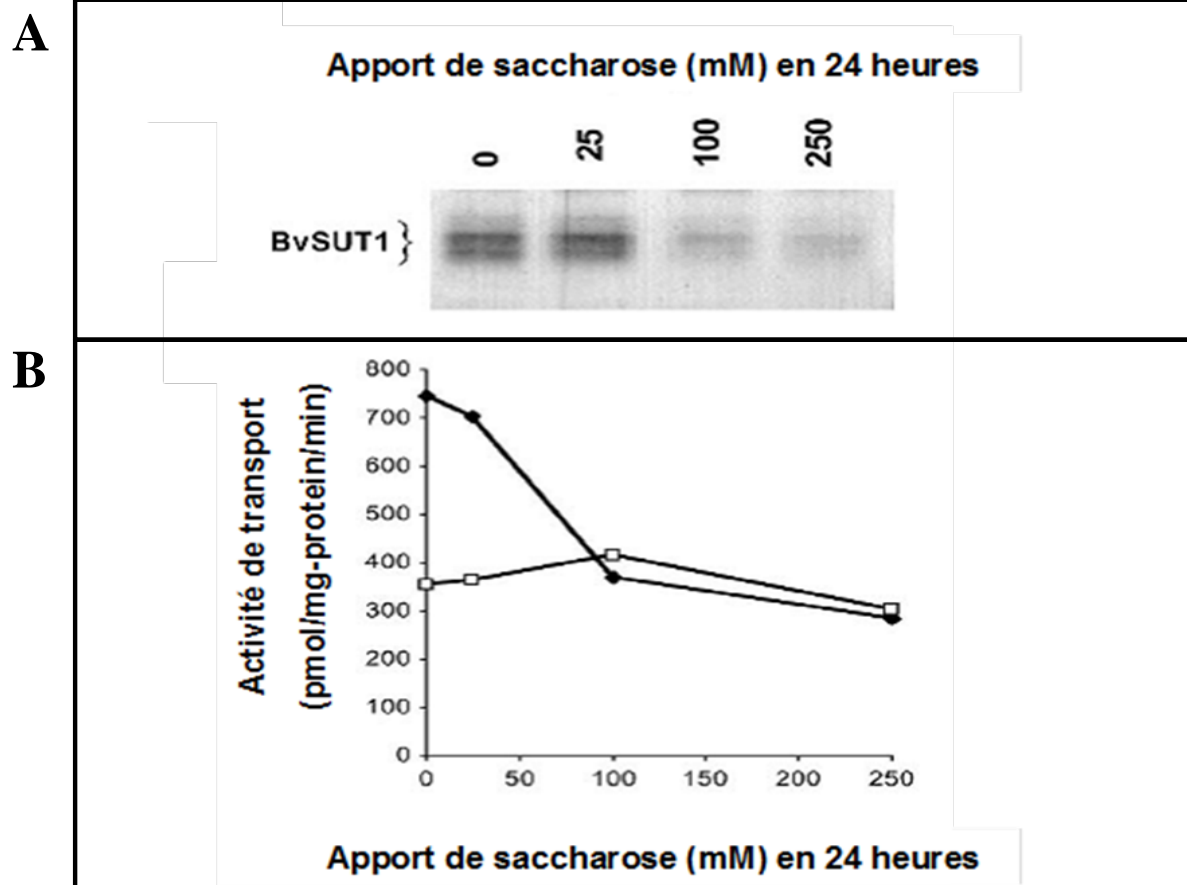 A
Apport de saccharose (mM) en 24 heures
0 25 100 250
BvSUT1 }
B
Activité de transport
(pmol/mg-protein/min)
800
700
600
500
400
300
200
100
0
0 50 100 150 200 250
Apport de saccharose (mM) en 24 heures